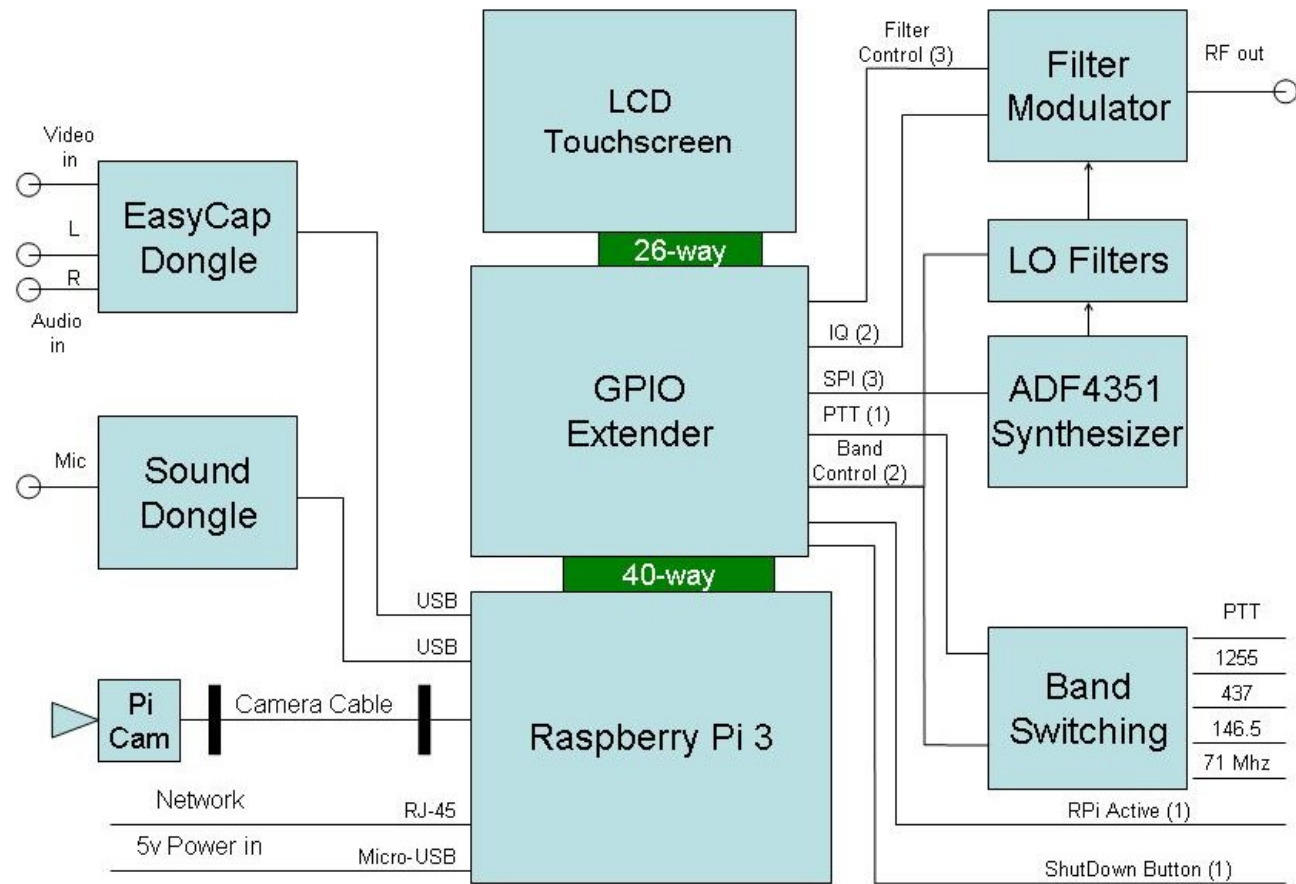 LCD
Touchscreen
26-way
Filter
Control (3)
Filter
Modulator
RF out
Video
in
L
R
Audio
in
EasyCap
Dongle
LO Filters
GPIO
Extender
IQ (2)
SPI (3)
PTT (1)
Band
Control (2)
ADF4351
Synthesizer
Mic
Sound
Dongle
40-way
USB
USB
Pi
Cam
Camera Cable
Raspberry Pi 3
Network
RJ-45
5v Power in
Micro-USB
Band
Switching
PTT
1255
437
146.5
71 Mhz
RPi Active (1)
ShutDown Button (1)